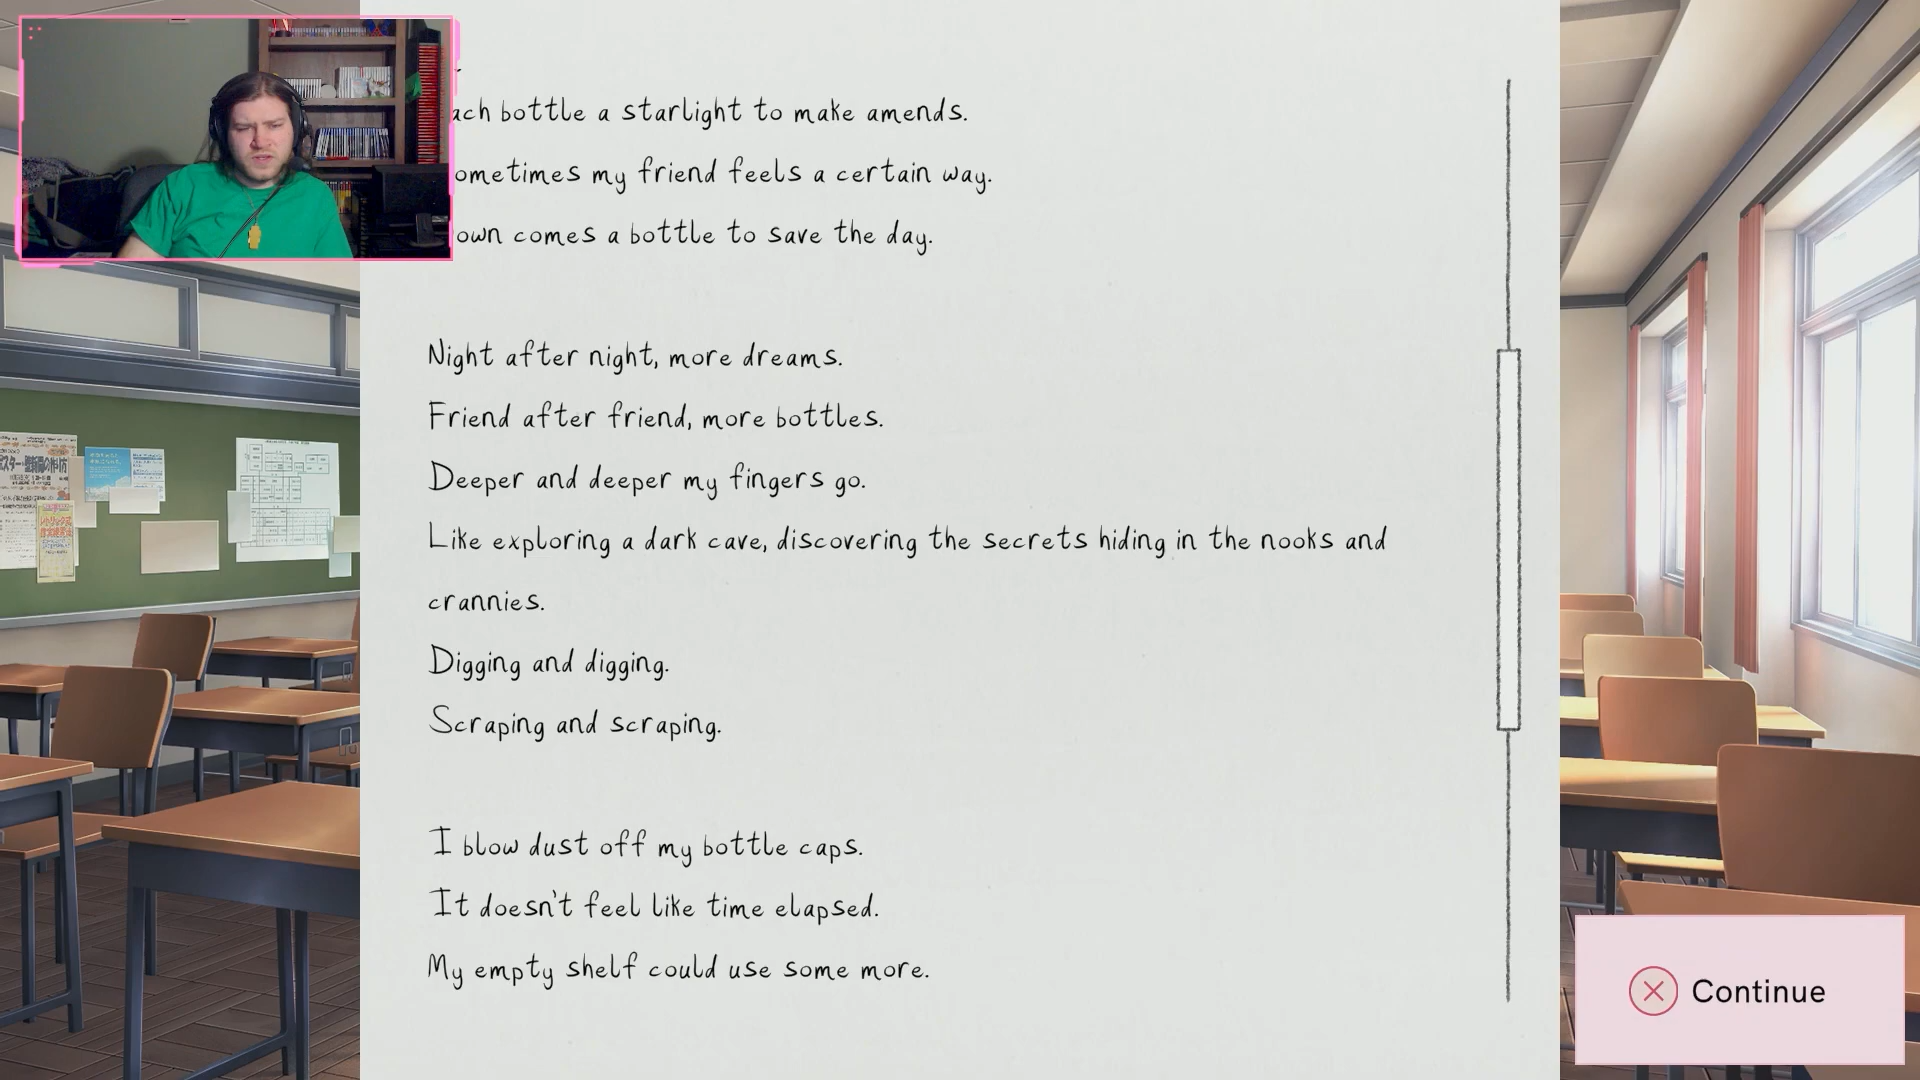 ach bottle a starlight to make amends.
ometimes my friend feels a certain way.
own comes a bottle to save the day.
Night after night, more dreams.
Friend after friend, more bottles.
Deeper and deeper my fingers go.
Like exploring a dark cave, discovering the secrets hiding in the nooks and
crannies.
Digging and digging.
Scraping and scraping.
I blow dust off my bottle caps.
It doesn't feel like time elapsed.
My empty shelf could use some more.
Continue